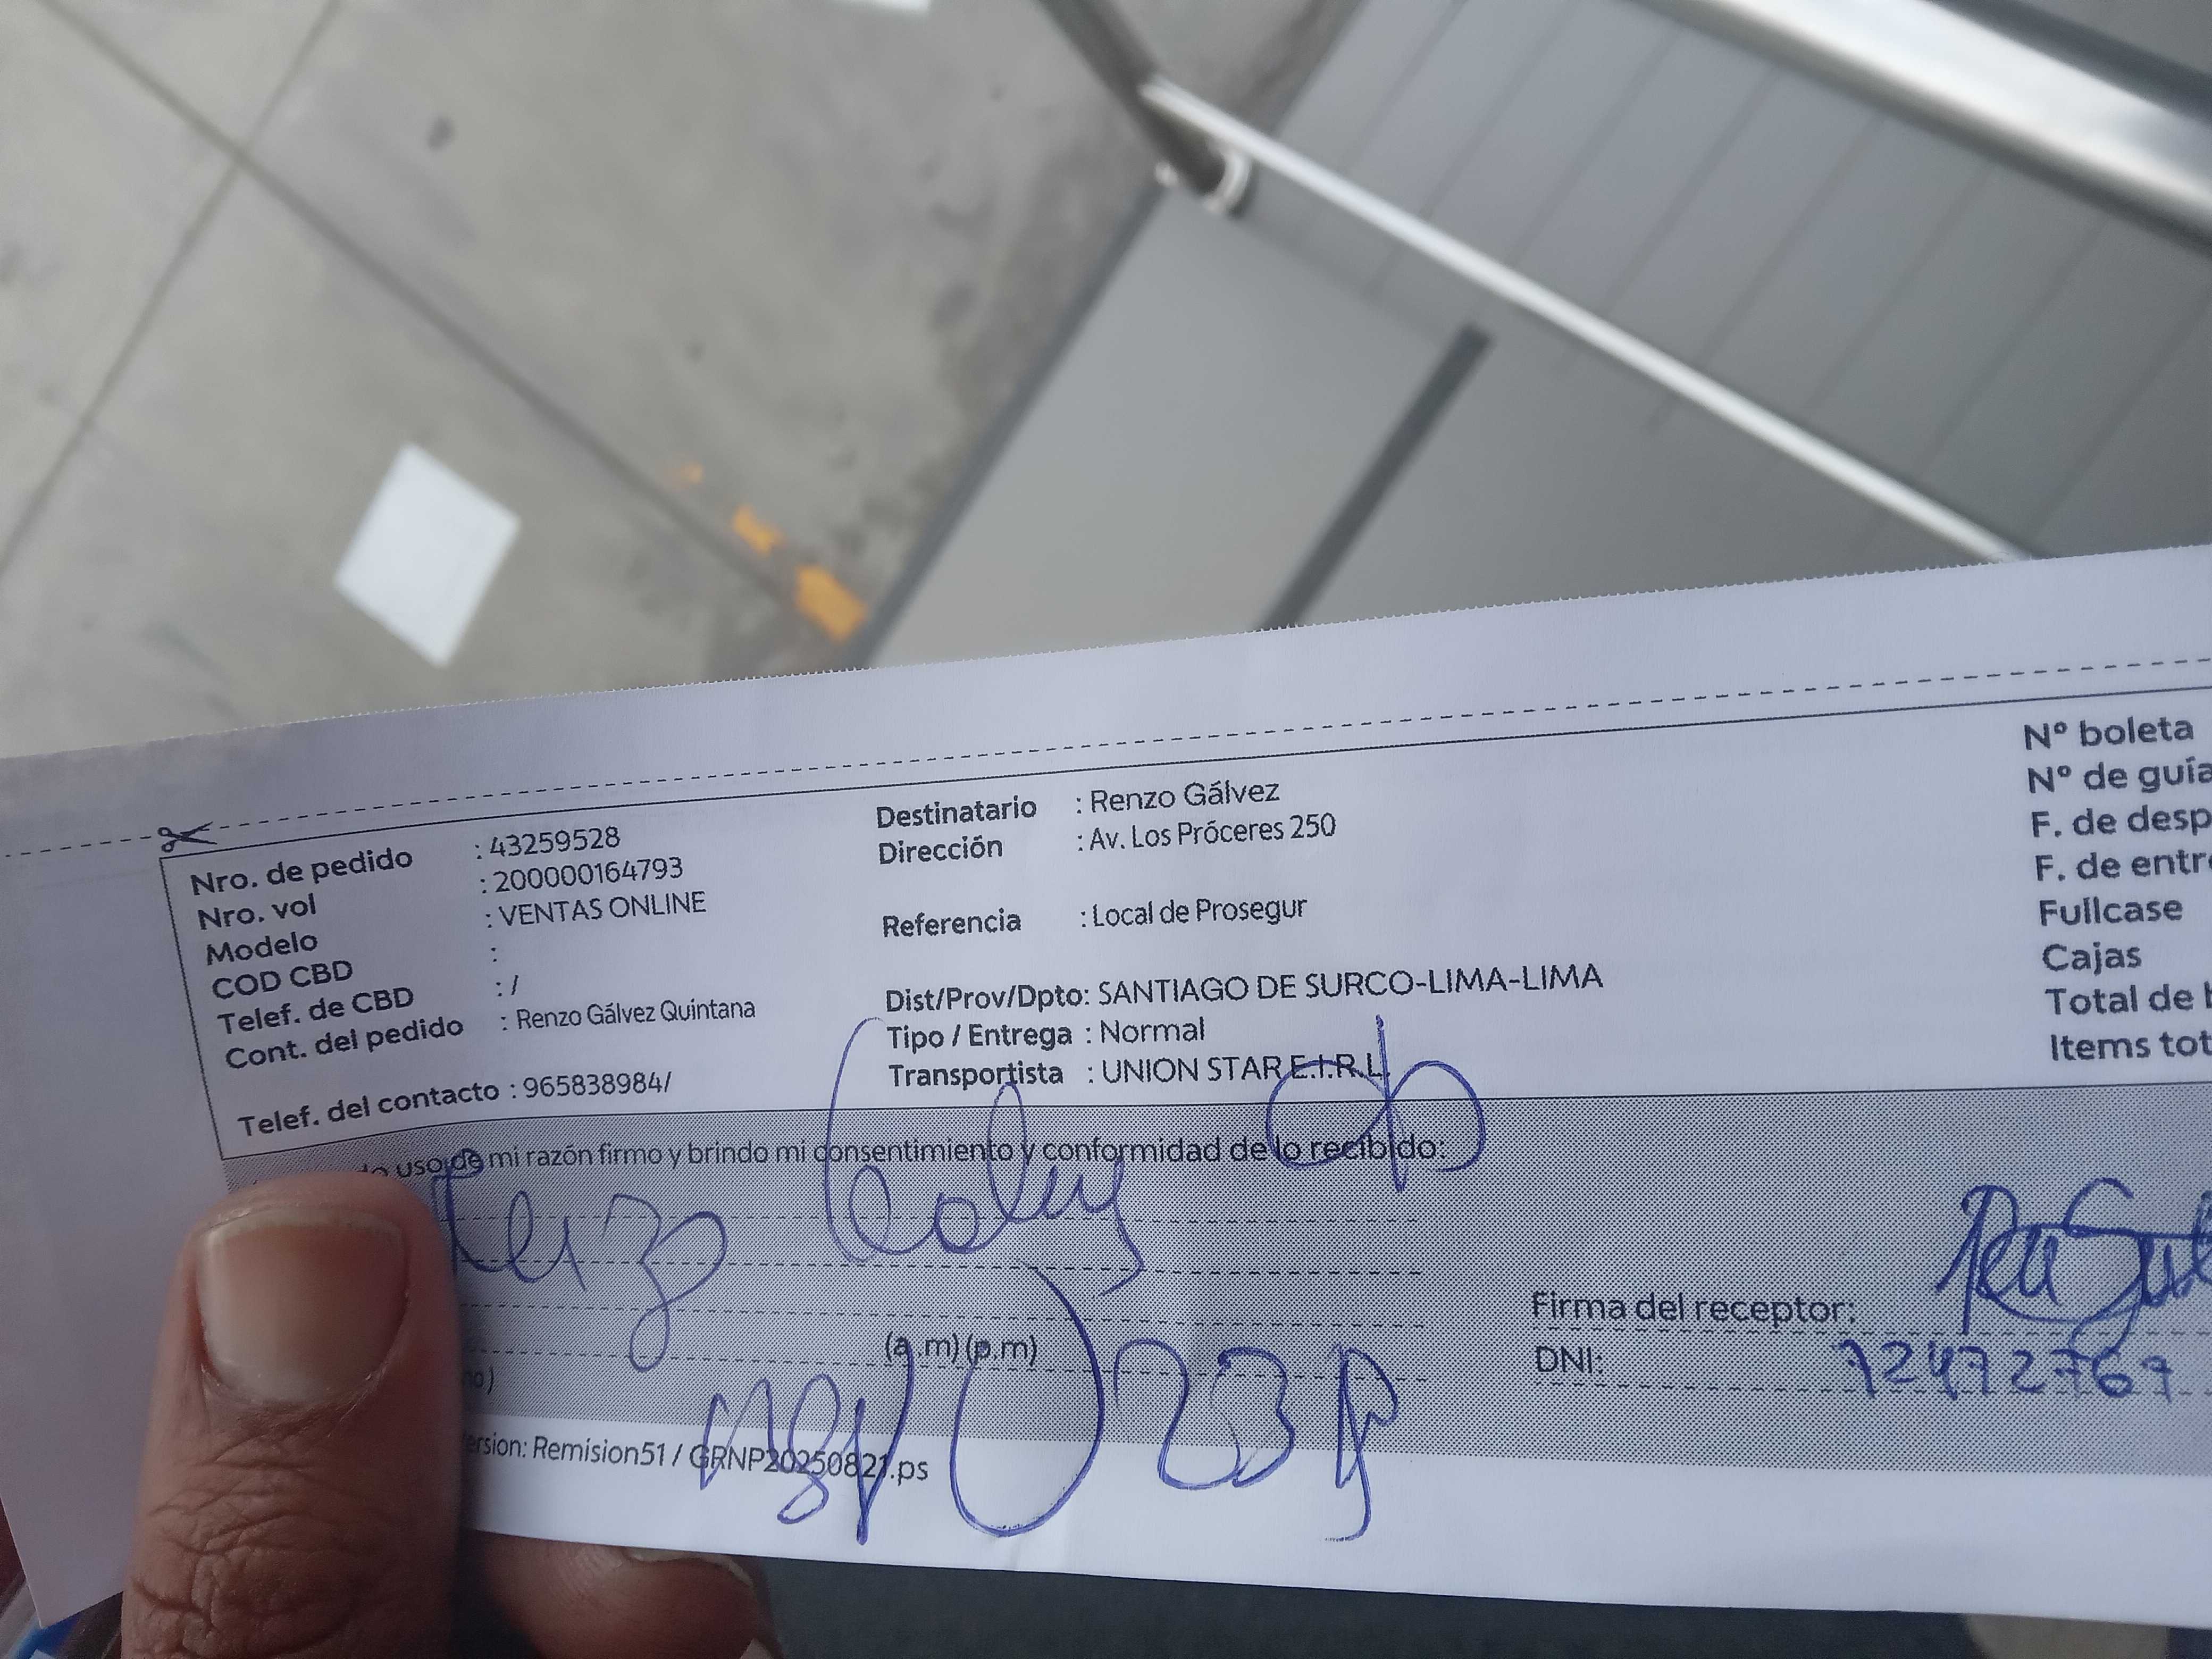 Nro. de pedido : 43259528
Nro. vol : 200000164793
Modelo : VENTAS ONLINE
COD CBD :
Telef. de CBD : /
Cont. del pedido : Renzo Gálvez Quintana
Telef. del contacto : 965838984/
Destinatario : Renzo Gálvez
Dirección : Av. Los Próceres 250
Referencia : Local de Prosegur
Dist/Prov/Dpto: SANTIAGO DE SURCO-LIMA-LIMA
Tipo / Entrega : Normal
Transportista : UNION STAR E.I.R.L.
Nº boleta
Nº de guía
F. de desp
F. de entre
Fullcase
Cajas
Total de
Items tot
uso de mi razón firmo y brindo mi consentimiento y conformidad de lo recibido:
Firma del receptor:
(a.m) (p.m)
DNI: 72472767
ersion: Remision51 / GRNP20250821.ps